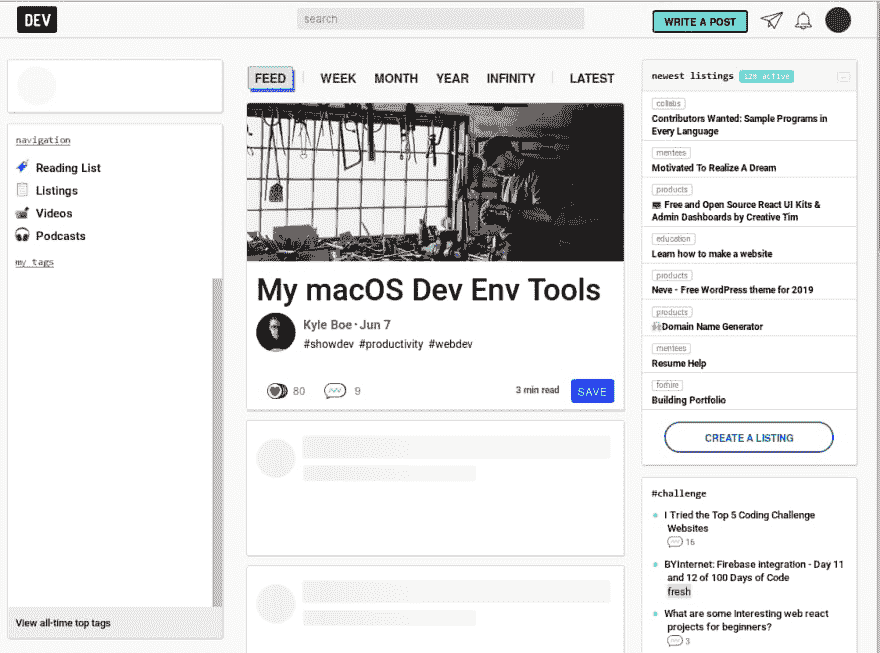 DEV
search
WRITE A POST
navigation
Reading List
Listings
Videos
Podcasts
my tags
View all-time top tags
FEED
WEEK
MONTH
YEAR
INFINITY
LATEST
My macOS Dev Env Tools
Kyle Boe · Jun 7
#showdev #productivity #webdev
80
9
3 min read
SAVE
newest listings
active
collabs
Contributors Wanted: Sample Programs in
Every Language
mentees
Motivated To Realize A Dream
products
Free and Open Source React UI Kits &
Admin Dashboards by Creative Tim
education
Learn how to make a website
products
Neve - Free WordPress theme for 2019
products
Domain Name Generator
mentees
Resume Help
forhire
Building Portfolio
CREATE A LISTING
#challenge
I Tried the Top 5 Coding Challenge
Websites
16
BYInternet: Firebase integration - Day 11
and 12 of 100 Days of Code
fresh
What are some interesting web react
projects for beginners?
3